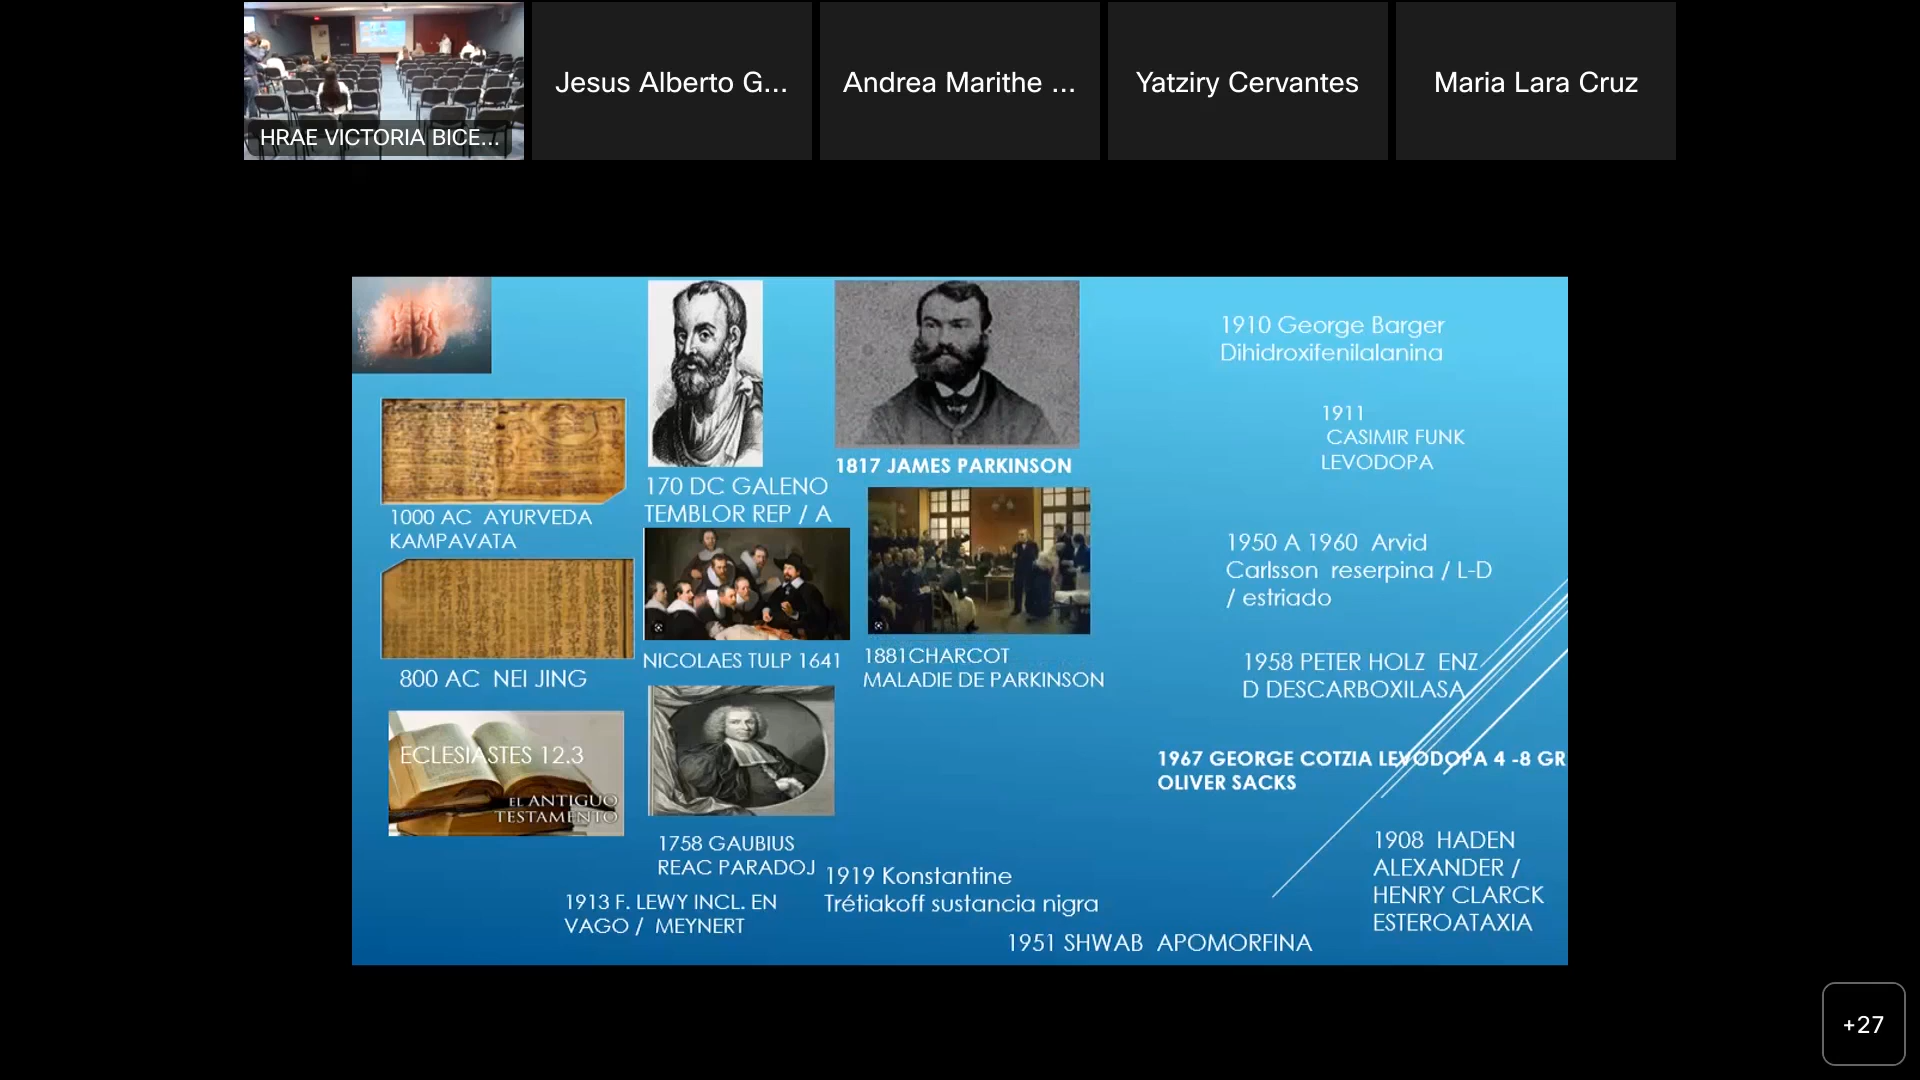 HRAE VICTORIA BICE...
Jesus Alberto G...
Andrea Marithe ...
Yatziry Cervantes
Maria Lara Cruz
1000 AC AYURVEDA
KAMPAVATA
800 AC NEI JING
ECLESIASTES 12.3
EL ANTIGUO
TESTAMENTO
170 DC GALENO
TEMBLOR REP / A
NICOLAES TULP 1641
1758 GAUBIUS
REAC PARADOJ
1913 F. LEWY INCL. EN
VAGO / MEYNERT
1817 JAMES PARKINSON
1881CHARCOT
MALADIE DE PARKINSON
1919 Konstantine
Trétiakoff sustancia nigra
1951 SHWAB APOMORFINA
1910 George Barger
Dihidroxifenilalanina
1911
CASIMIR FUNK
LEVODOPA
1950 A 1960 Arvid
Carlsson reserpina / L-D
/ estriado
1958 PETER HOLZ ENZ
D DESCARBOXILASA
1967 GEORGE COTZIA LEVODOPA 4 -8 GR
OLIVER SACKS
1908 HADEN
ALEXANDER /
HENRY CLARCK
ESTEROATAXIA
+27